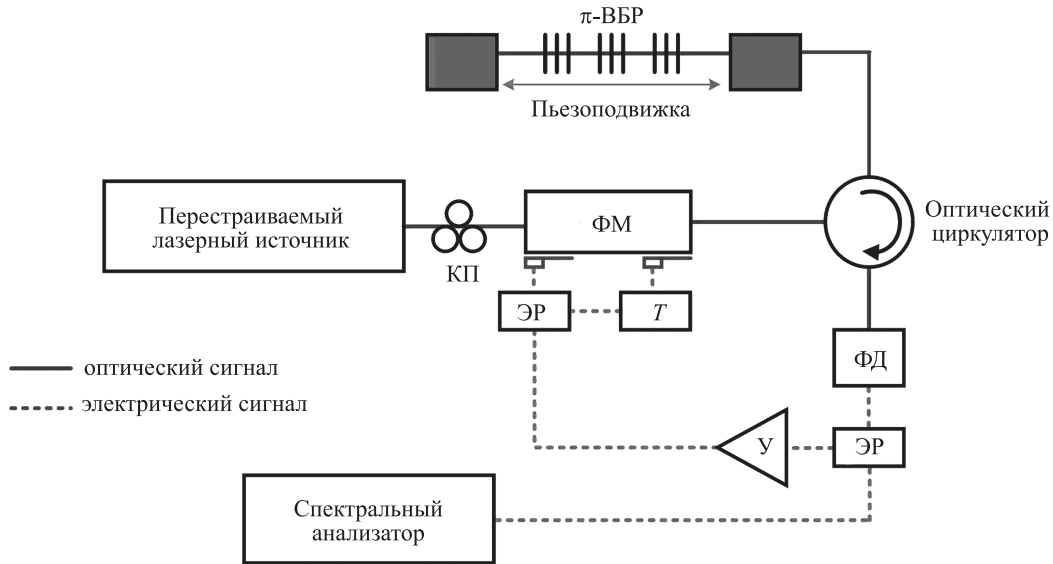 π-ВБР
Пьезоподвижка
Перестраиваемый
лазерный источник
КП
ФМ
Оптический
циркулятор
ЭР
T
ФД
оптический сигнал
электрический сигнал
У
ЭР
Спектральный
анализатор